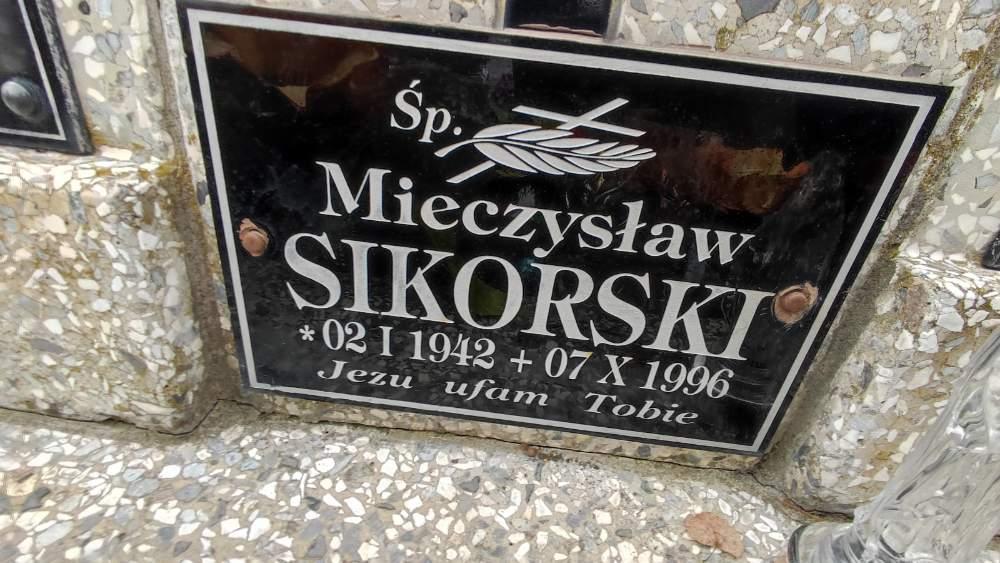 Śp.
Mieczysław
SIKORSKI
* 02 I 1942 + 07 X 1996
Jezu ufam Tobie